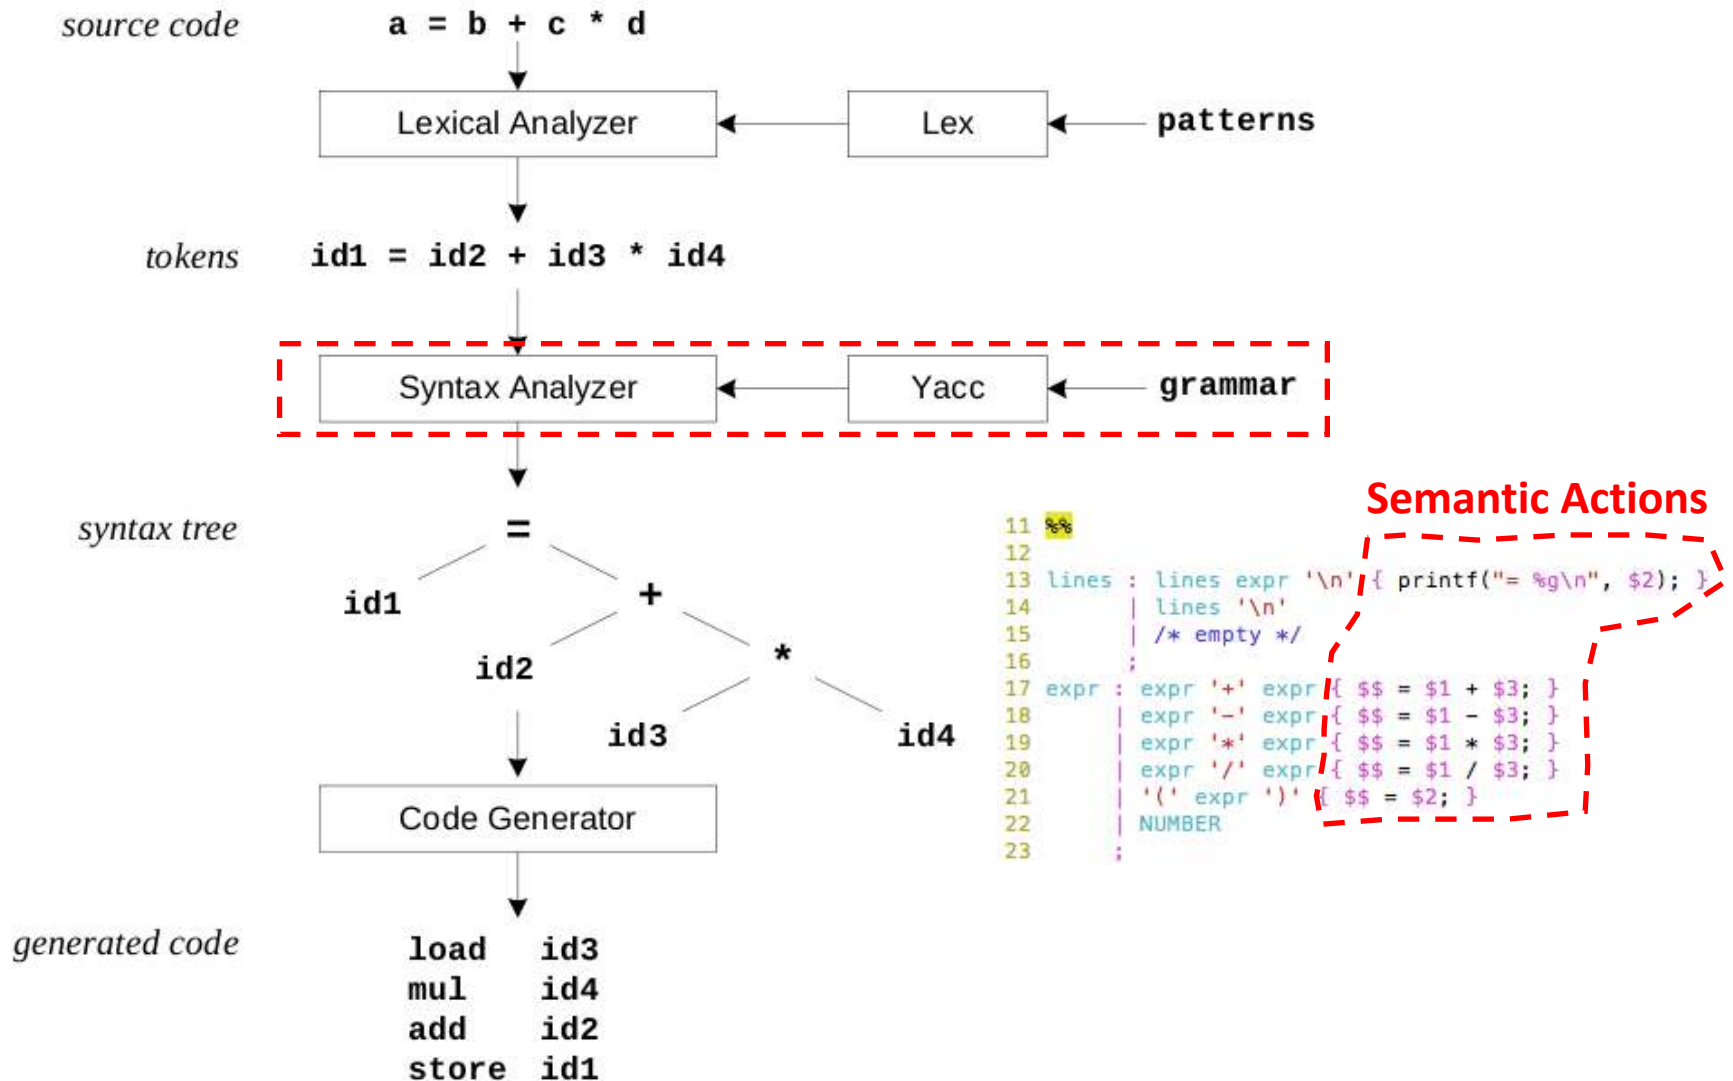 source code a = b + c * d
Lexical Analyzer Lex patterns
tokens id1 = id2 + id3 * id4
Syntax Analyzer Yacc grammar
syntax tree =
id1 +
id2 *
id3 id4
Code Generator
generated code load id3
mul id4
add id2
store id1
Semantic Actions
11 %%
12
13 lines : lines expr '\n' { printf("= %g\n", $2); }
14 | lines '\n'
15 | /* empty */
16 ;
17 expr : expr '+' expr { $$ = $1 + $3; }
18 | expr '-' expr { $$ = $1 - $3; }
19 | expr '*' expr { $$ = $1 * $3; }
20 | expr '/' expr { $$ = $1 / $3; }
21 | '(' expr ')' { $$ = $2; }
22 | NUMBER
23 ;